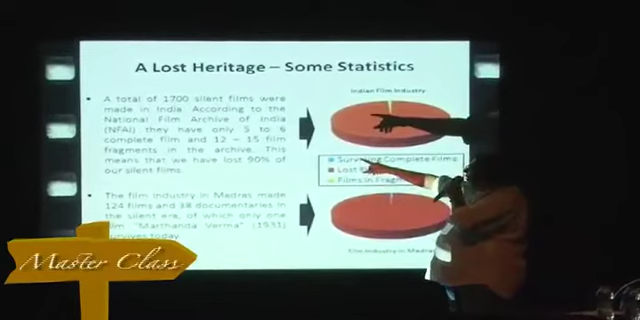 A Lost Heritage – Some Statistics
A total of 1700 silent films were
made in India. According to the
National Film Archive of India
(NFAI) they have only 5 to 6
complete film and 12 – 15 film
fragments in the archive. This
means that we have lost 90% of
our silent films.
The film industry in Madras made
124 films and 38 documentaries in
the silent era, of which only one
film "Marthanda Verma" (1931)
survives today
Indian Film Industry
Surviving Complete Films
Lost
Films in
Film Industry in Madras
Master Class